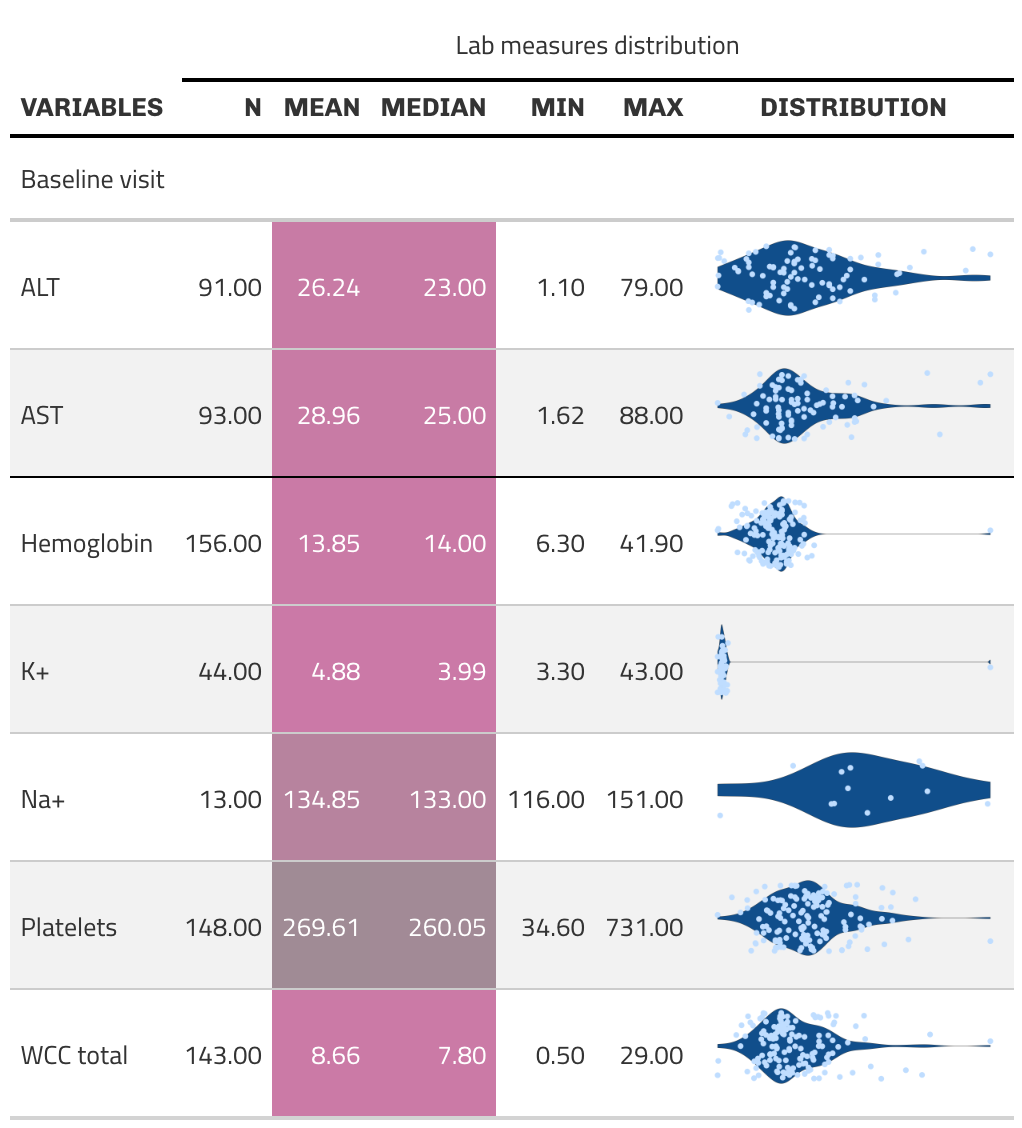 Lab measures distribution
VARIABLES N MEAN MEDIAN MIN MAX DISTRIBUTION
Baseline visit
ALT 91.00 26.24 23.00 1.10 79.00
AST 93.00 28.96 25.00 1.62 88.00
Hemoglobin 156.00 13.85 14.00 6.30 41.90
K+ 44.00 4.88 3.99 3.30 43.00
Na+ 13.00 134.85 133.00 116.00 151.00
Platelets 148.00 269.61 260.05 34.60 731.00
WCC total 143.00 8.66 7.80 0.50 29.00